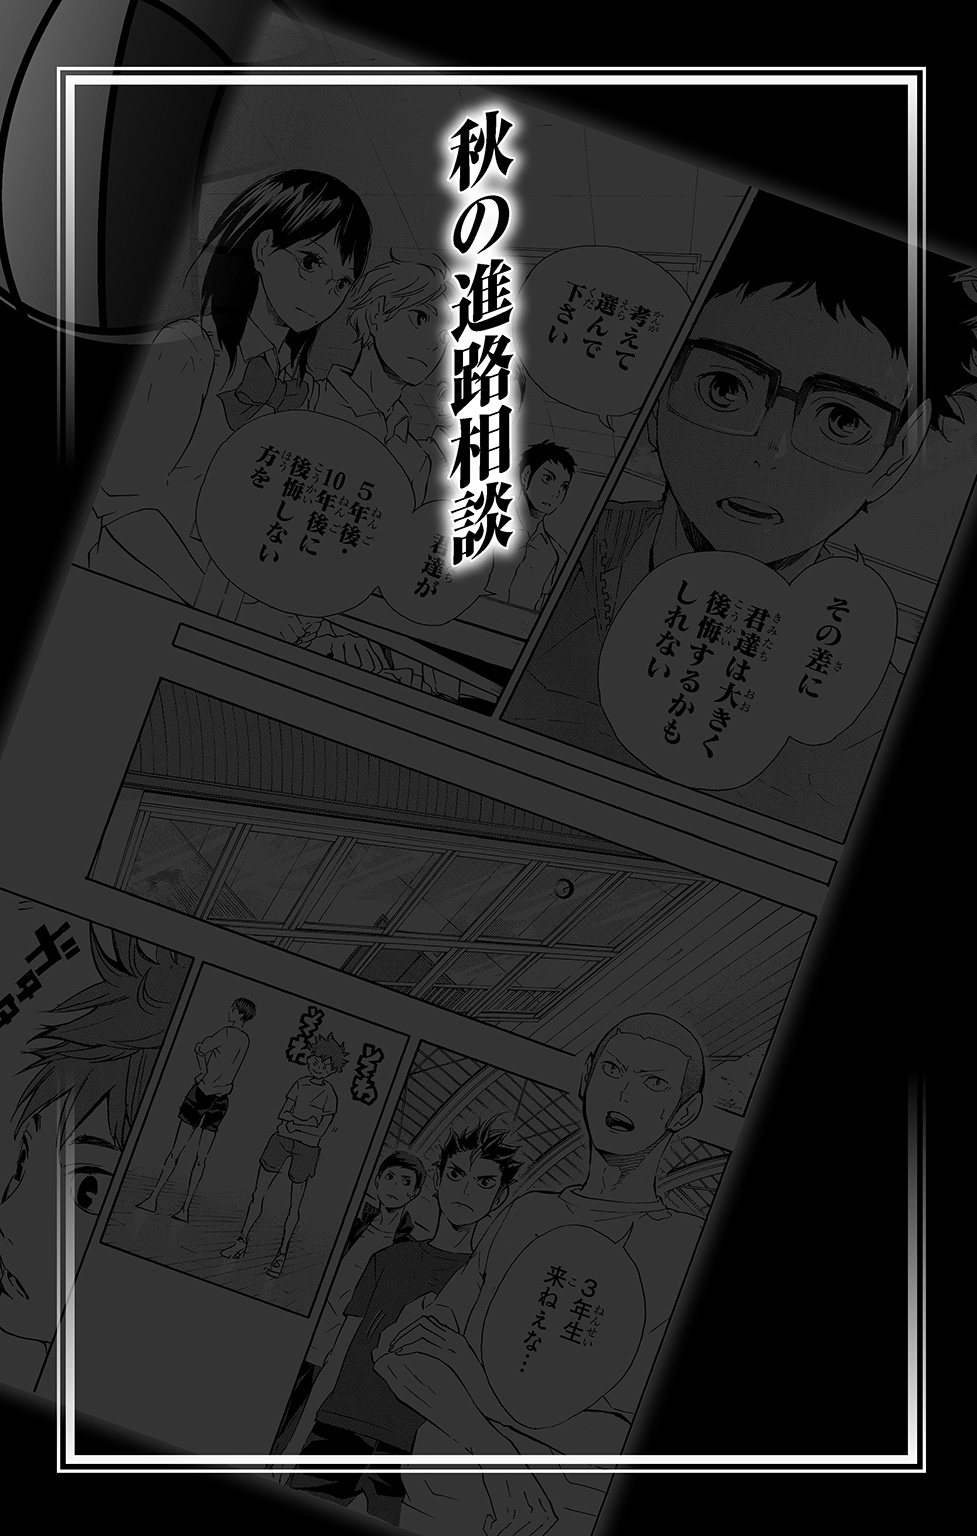 秋の進路相談
その差に
君達は大きく
後悔するかも
しれない
考えて
選んで
下さい
君達が
5年後・
10年後に
後悔しない
方を
3年生
来ねぇな…